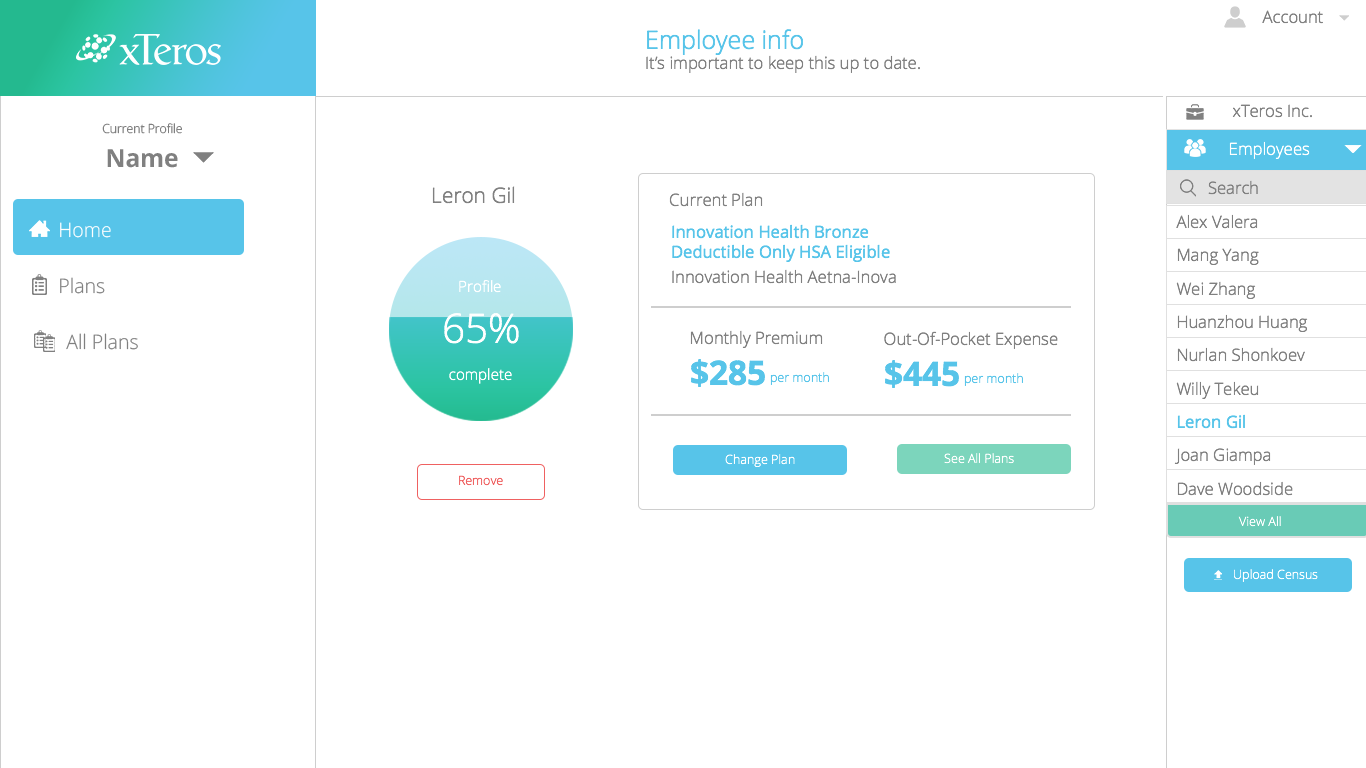 xTeros
Employee info
It's important to keep this up to date.
Account
Current Profile
Name
Home
Plans
All Plans
Leron Gil
Profile
65%
complete
Remove
Current Plan
Innovation Health Bronze
Deductible Only HSA Eligible
Innovation Health Aetna-Inova
Monthly Premium
$285 per month
Out-Of-Pocket Expense
$445 per month
Change Plan
See All Plans
xTeros Inc.
Employees
Search
Alex Valera
Mang Yang
Wei Zhang
Huanzhou Huang
Nurlan Shonkoev
Willy Tekeu
Leron Gil
Joan Giampa
Dave Woodside
View All
Upload Census